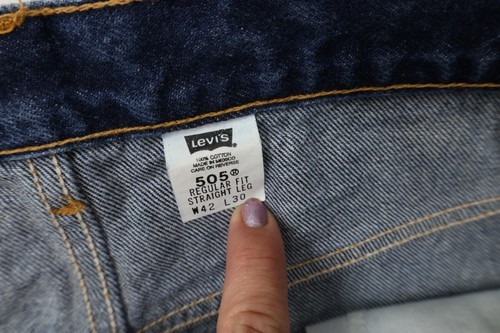 Levi's
100% COTTON
MADE IN MEXICO
CARE ON REVERSE
505®
REGULAR FIT
STRAIGHT LEG
W42 L30